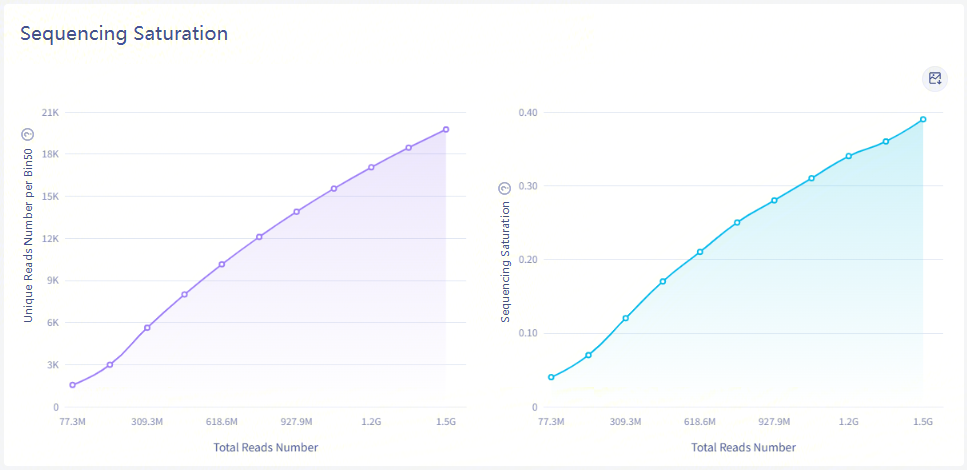 Sequencing Saturation
Unique Reads Number per Bin50 ?
21K
18K
15K
12K
9K
6K
3K
0
77.3M 309.3M 618.6M 927.9M 1.2G 1.5G
Total Reads Number
Sequencing Saturation ?
0.40
0.30
0.20
0.10
0
77.3M 309.3M 618.6M 927.9M 1.2G 1.5G
Total Reads Number